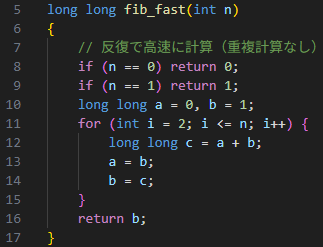 5 long long fib_fast(int n)
6 {
7 // 反復で高速に計算（重複計算なし）
8 if (n == 0) return 0;
9 if (n == 1) return 1;
10 long long a = 0, b = 1;
11 for (int i = 2; i <= n; i++) {
12 long long c = a + b;
13 a = b;
14 b = c;
15 }
16 return b;
17 }